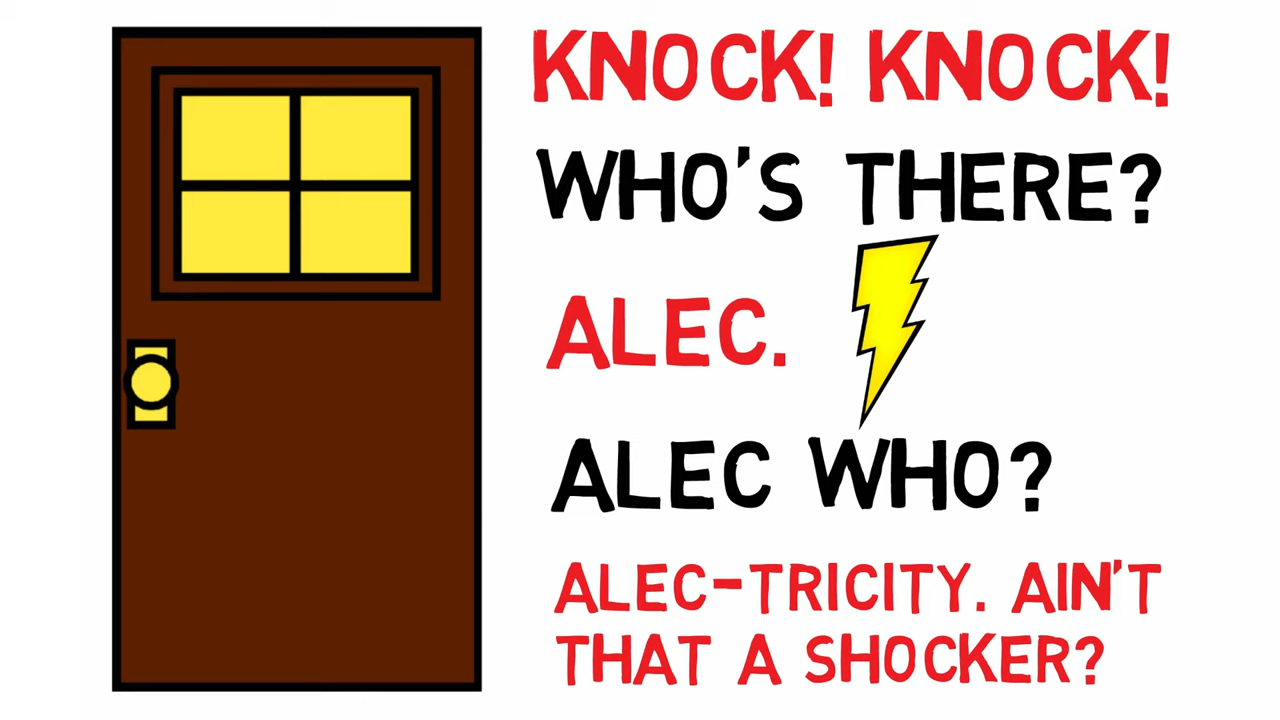 KNOCK! KNOCK!
WHO'S THERE?
ALEC.
ALEC WHO?
ALEC-TRICITY. AIN'T
THAT A SHOCKER?